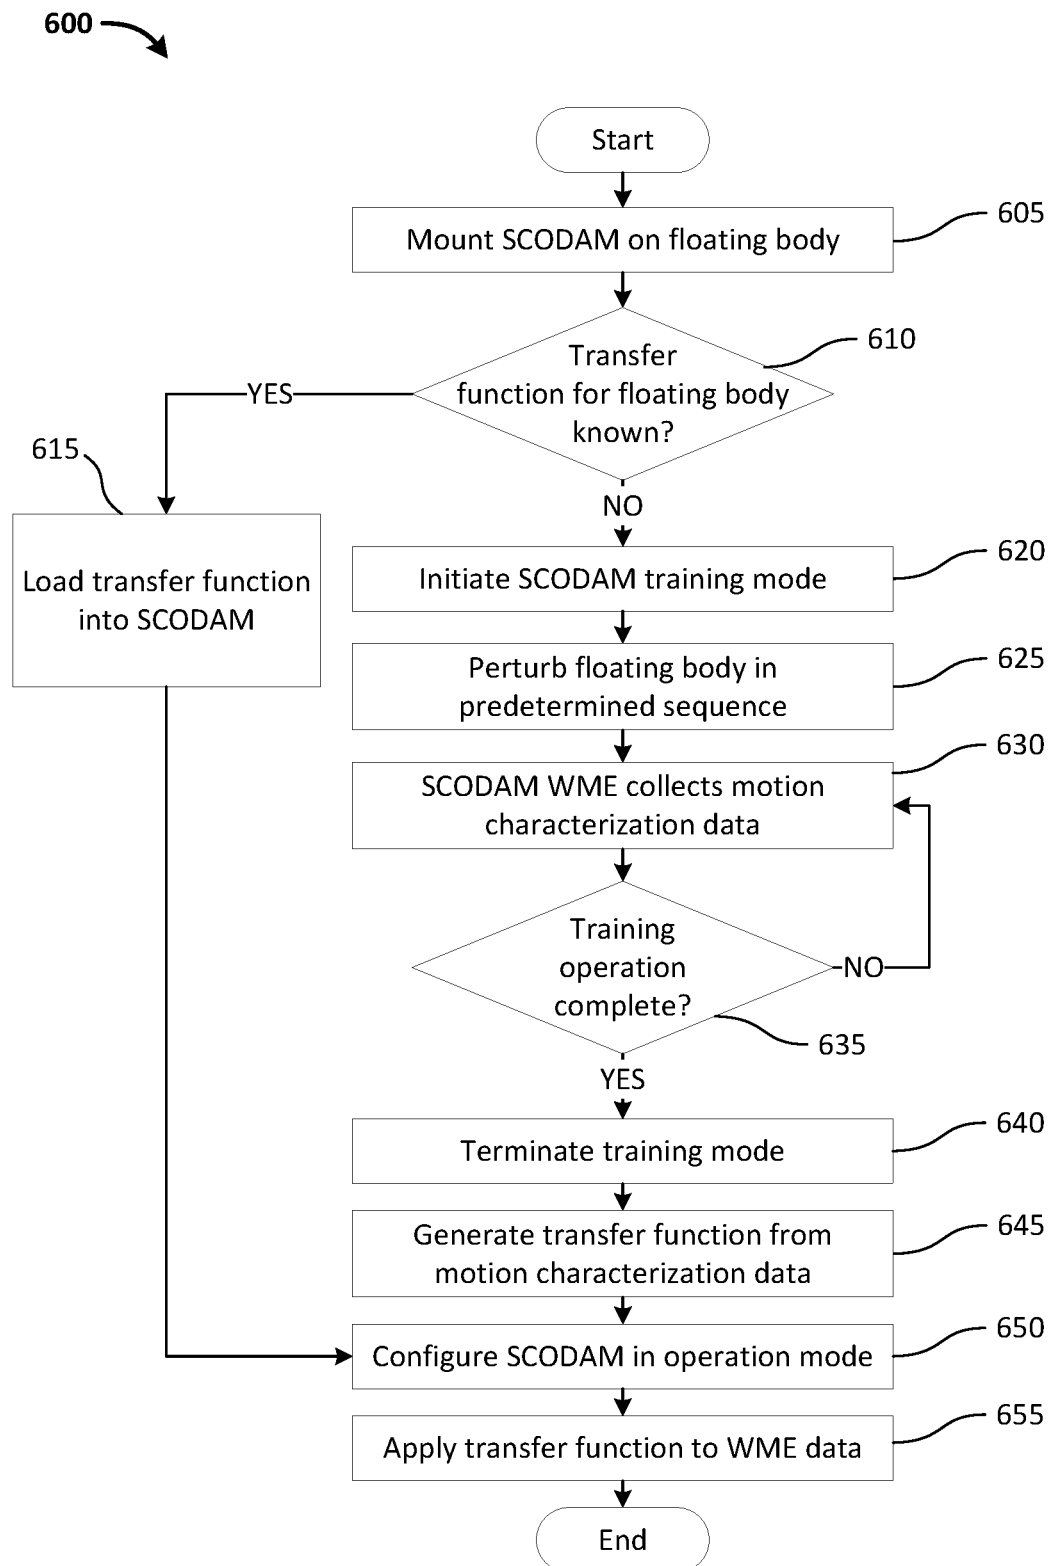 600
Start
Mount SCODAM on floating body
605
Transfer
function for floating body
known?
610
YES
615
NO
Load transfer function
into SCODAM
Initiate SCODAM training mode
620
Perturb floating body in
predetermined sequence
625
SCODAM WME collects motion
characterization data
630
Training
operation
complete?
NO
635
YES
Terminate training mode
640
Generate transfer function from
motion characterization data
645
Configure SCODAM in operation mode
650
Apply transfer function to WME data
655
End